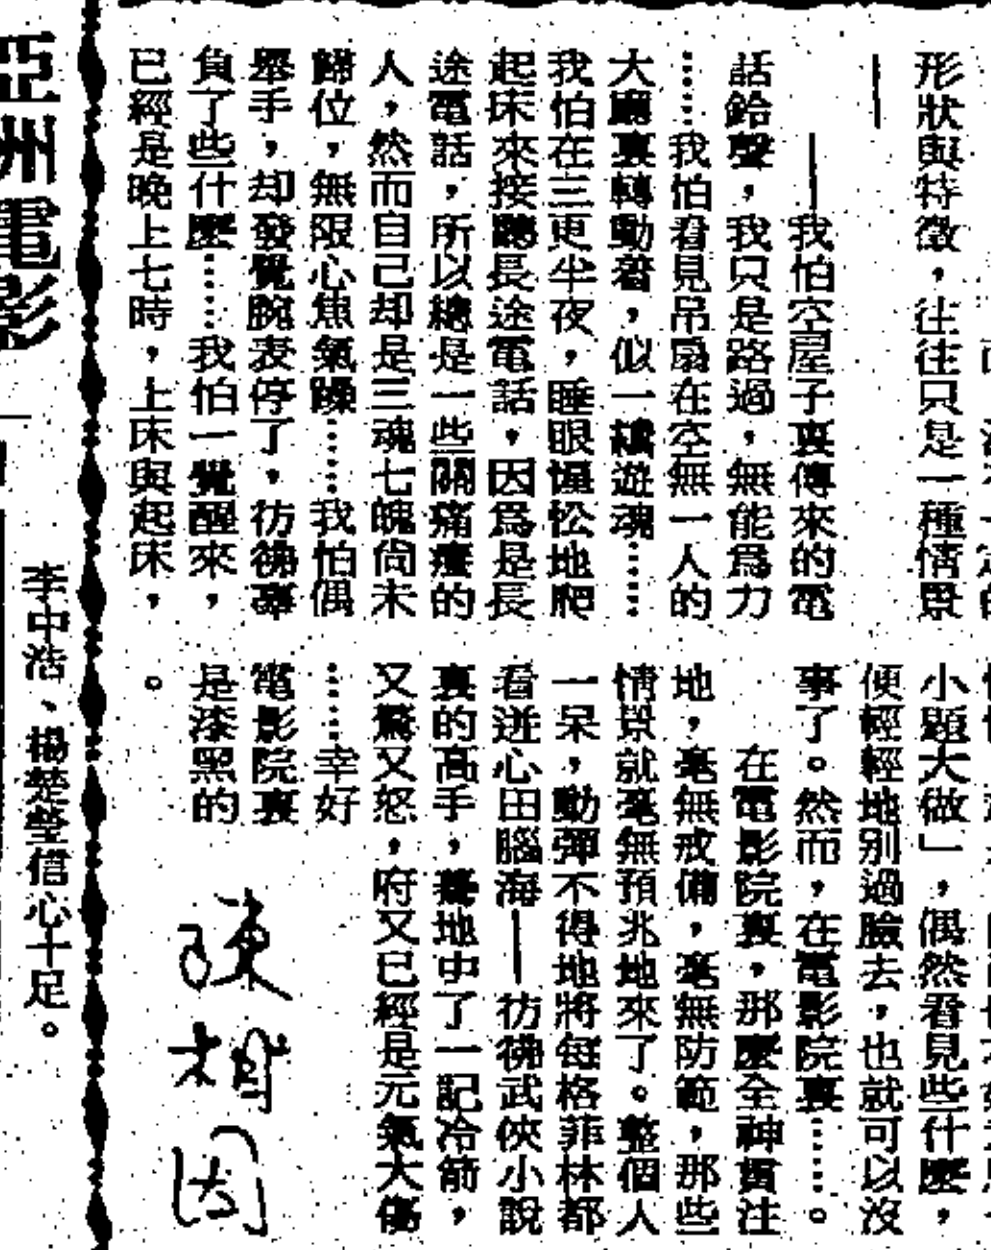 形狀與特徵，往往只是一種情景
——
——我怕空屋子裏傳來的電
話鈴聲，我只是路過，無能爲力
……我怕看見吊扇在空無一人的
大廳裏轉動着，似一縷遊魂……
我怕在三更半夜，睡眼惺忪地爬
起床來接聽長途電話，因爲是長
途電話，所以總是一些關痛癢的
人，然而自己却是三魂七魄尙未
歸位，無限心焦氣躁……我怕偶
舉手，却發覺腕表停了，彷彿辜
負了些什麼……我怕一覺醒來，
已經是晚上七時，上床與起床，
小題大做」，偶然看見些什麼，
便輕輕地別過臉去，也就可以沒
事了。然而，在電影院裏……。
在電影院裏，那麼全神貫注
地，毫無戒備，毫無防範，那些
情景就毫無預兆地來了。整個人
一呆，動彈不得地將每格菲林都
看迸心田腦海——彷彿武俠小說
裏的高手，驀地中了一記冷箭，
又驚又怒，府又已經是元氣大傷
……幸好
電影院裏
是漆黑的
。
陳
因
亞洲電影
李中浩、楊楚瑩信心十足。